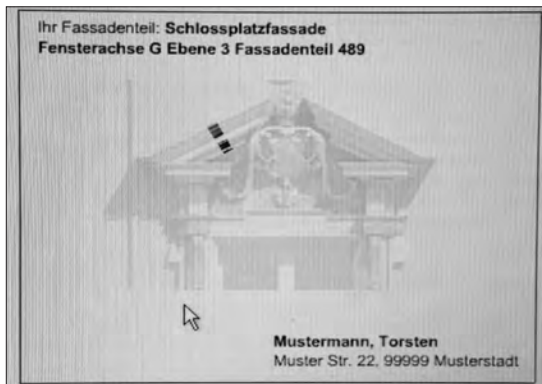 Ihr Fassadenteil: Schlossplatzfassade
Fensterachse G Ebene 3 Fassadenteil 489
Mustermann, Torsten
Muster Str. 22, 99999 Musterstadt